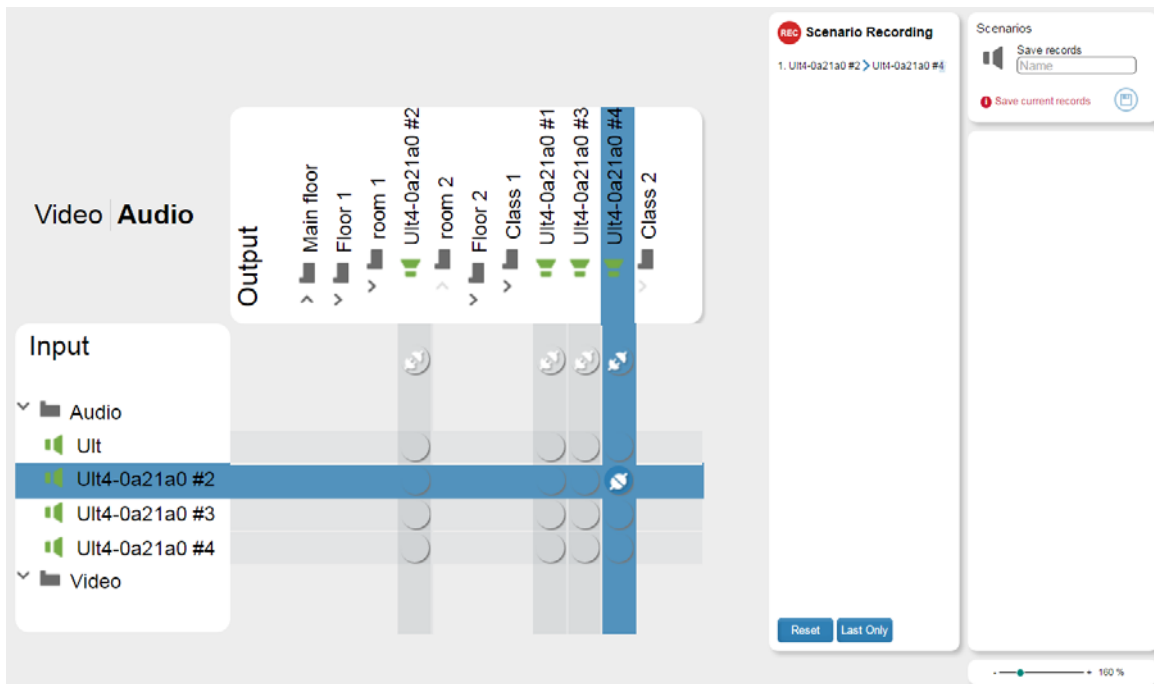 Video Audio
Output
Main floor
Floor 1
room 1
Ult4-0a21a0 #2
room 2
Floor 2
Class 1
Ult4-0a21a0 #1
Ult4-0a21a0 #3
Ult4-0a21a0 #4
Class 2
Input
Audio
Ult
Ult4-0a21a0 #2
Ult4-0a21a0 #3
Ult4-0a21a0 #4
Video
REC Scenario Recording
1. Ult4-0a21a0 #2 > Ult4-0a21a0 #4
Reset Last Only
Scenarios
Save records
Name
! Save current records
- + 160 %